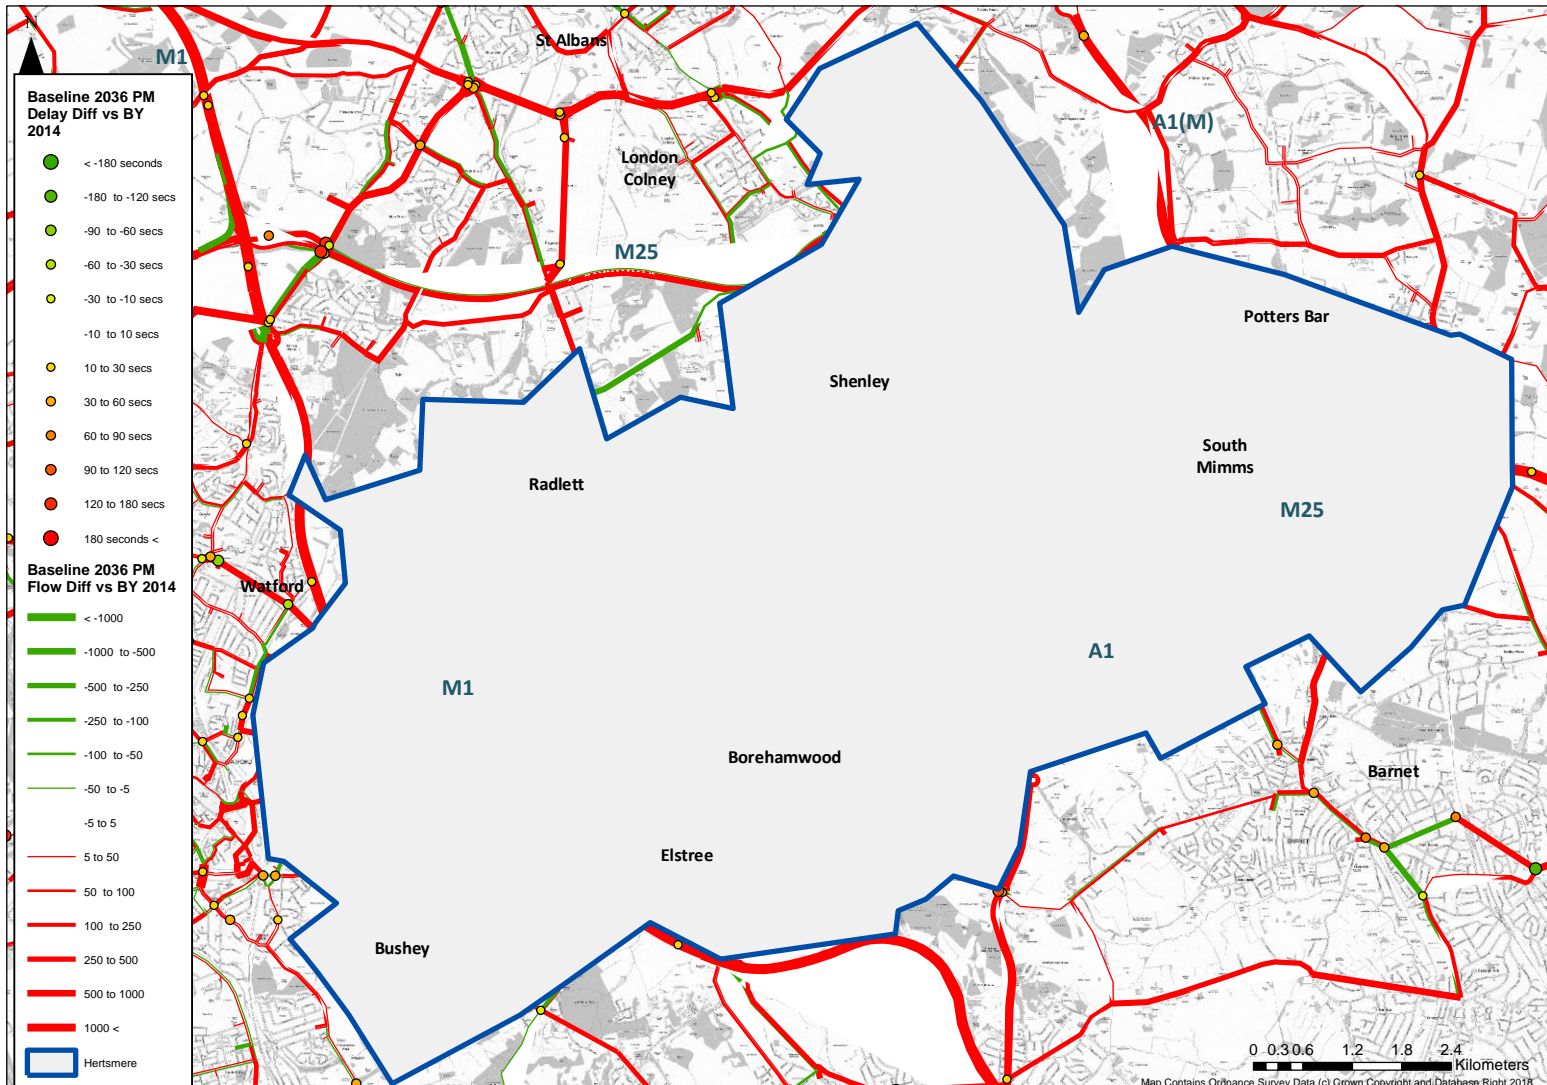 Baseline 2036 PM
Delay Diff vs BY
2014
< -180 seconds
-180 to -120 secs
-90 to -60 secs
-60 to -30 secs
-30 to -10 secs
-10 to 10 secs
10 to 30 secs
30 to 60 secs
60 to 90 secs
90 to 120 secs
120 to 180 secs
180 seconds <
Baseline 2036 PM
Flow Diff vs BY 2014
< -1000
-1000 to -500
-500 to -250
-250 to -100
-100 to -50
-50 to -5
-5 to 5
5 to 50
50 to 100
100 to 250
250 to 500
500 to 1000
1000 <
Hertsmere
M1
St Albans
A1(M)
London
Colney
M25
Potters Bar
Shenley
South
Mimms
Radlett
M25
Watford
A1
M1
Borehamwood
Barnet
BARNET
Elstree
Bushey
0 0.3 0.6 1.2 1.8 2.4
Kilometers
Map Contains Ordnance Survey Data (c) Crown Copyright and Database Right 2018